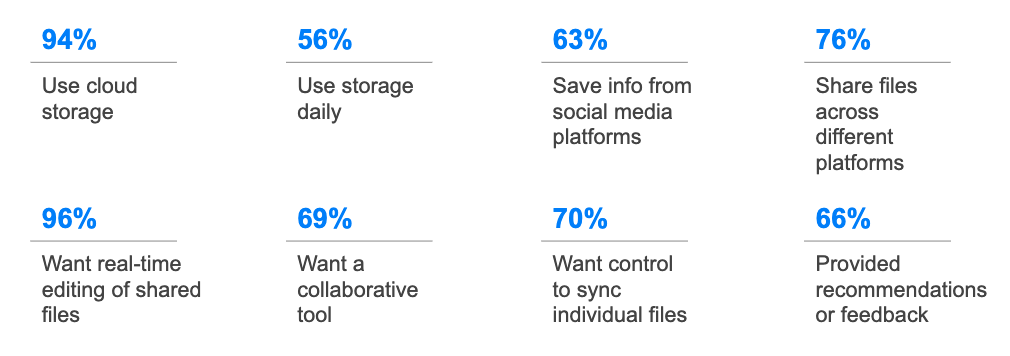 94%
Use cloud
storage
56%
Use storage
daily
63%
Save info from
social media
platforms
76%
Share files
across
different
platforms
96%
Want real-time
editing of shared
files
69%
Want a
collaborative
tool
70%
Want control
to sync
individual files
66%
Provided
recommendations
or feedback